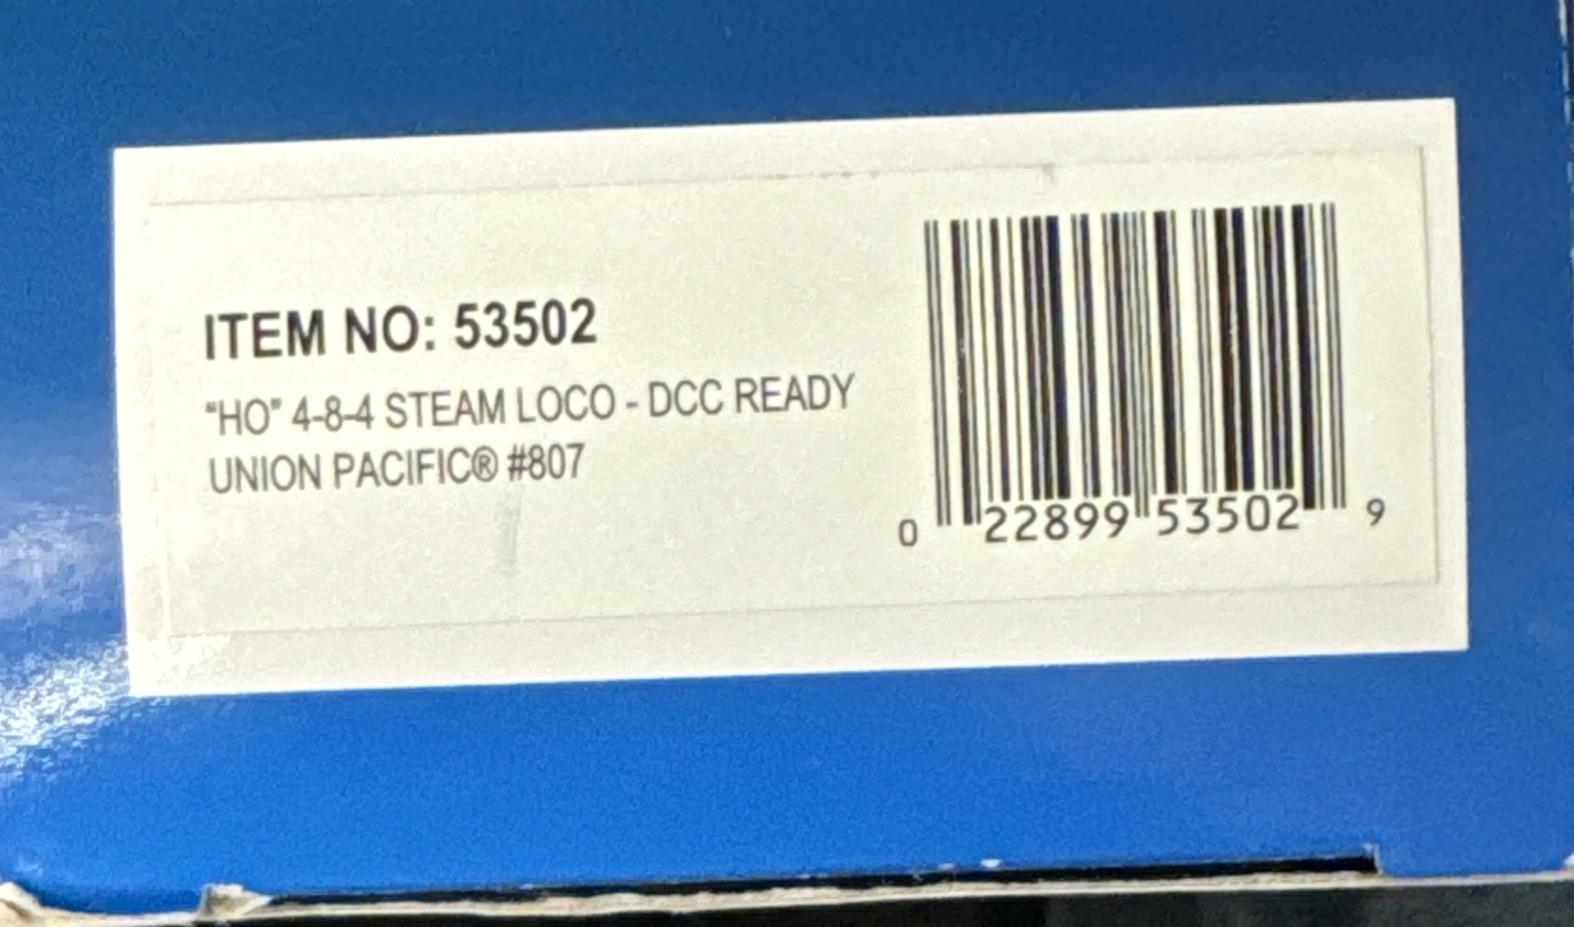 ITEM NO: 53502
“HO” 4-8-4 STEAM LOCO - DCC READY
UNION PACIFIC® #807
0 22899 53502 9